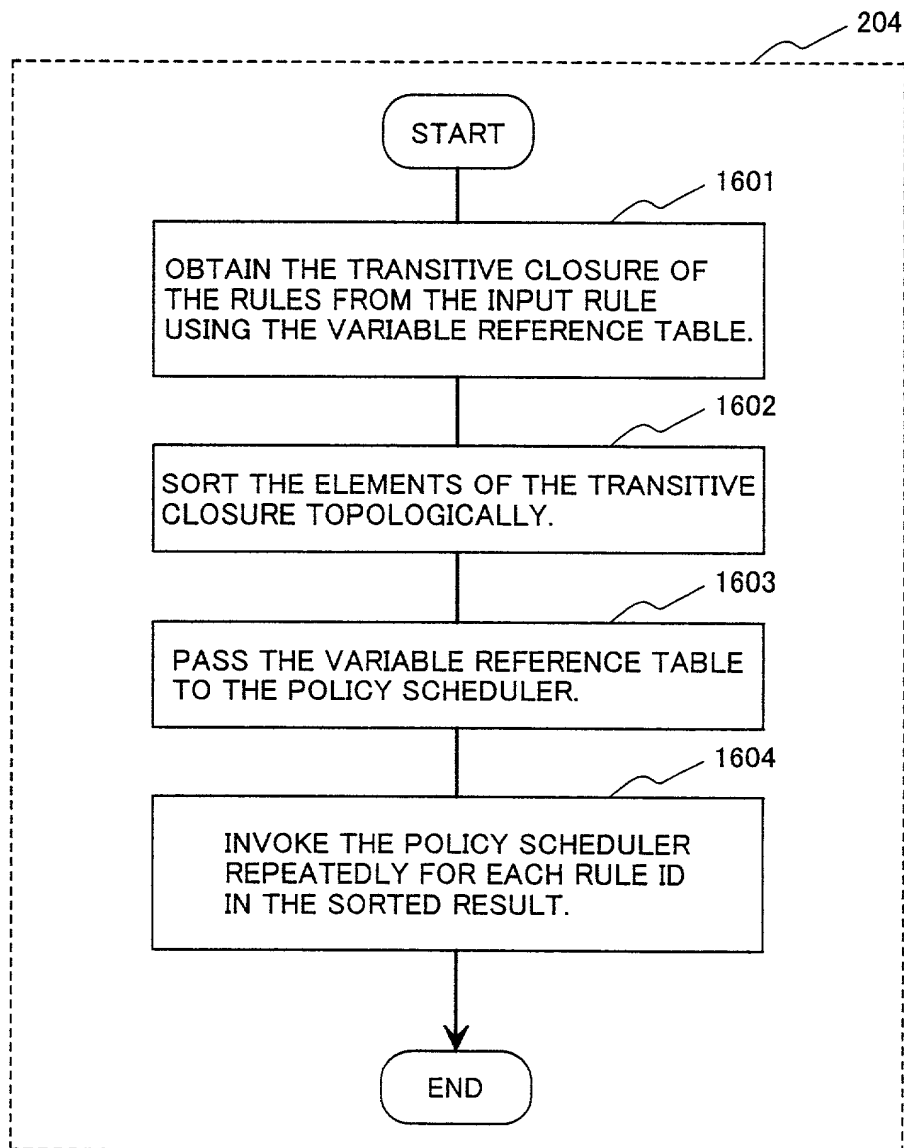 204
START
1601
OBTAIN THE TRANSITIVE CLOSURE OF
THE RULES FROM THE INPUT RULE
USING THE VARIABLE REFERENCE TABLE.
1602
SORT THE ELEMENTS OF THE TRANSITIVE
CLOSURE TOPOLOGICALLY.
1603
PASS THE VARIABLE REFERENCE TABLE
TO THE POLICY SCHEDULER.
1604
INVOKE THE POLICY SCHEDULER
REPEATEDLY FOR EACH RULE ID
IN THE SORTED RESULT.
END